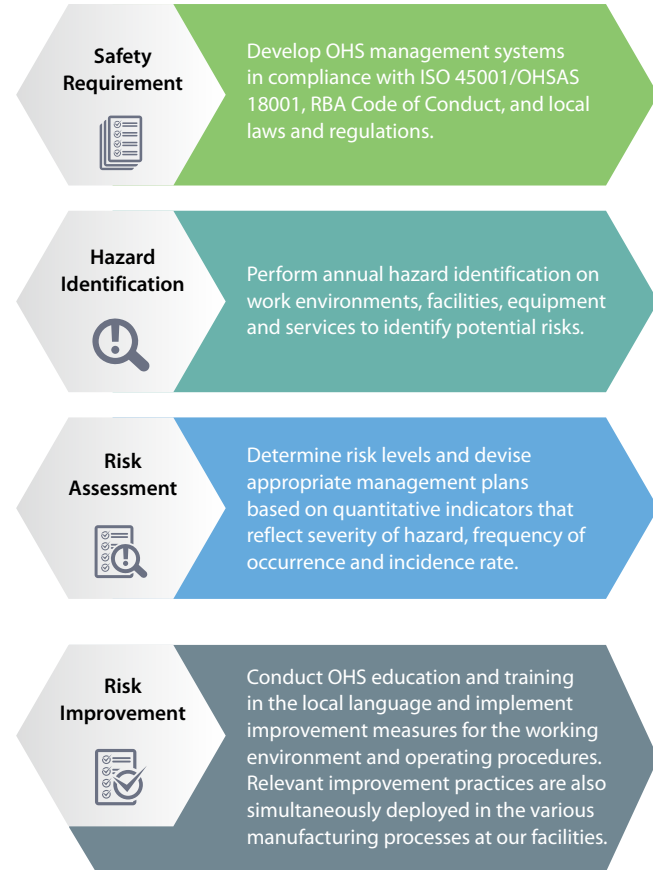 Safety
Requirement
Develop OHS management systems
in compliance with ISO 45001/OHSAS
18001, RBA Code of Conduct, and local
laws and regulations.
Hazard
Identification
Perform annual hazard identification on
work environments, facilities, equipment
and services to identify potential risks.
Risk
Assessment
Determine risk levels and devise
appropriate management plans
based on quantitative indicators that
reflect severity of hazard, frequency of
occurrence and incidence rate.
Risk
Improvement
Conduct OHS education and training
in the local language and implement
improvement measures for the working
environment and operating procedures.
Relevant improvement practices are also
simultaneously deployed in the various
manufacturing processes at our facilities.